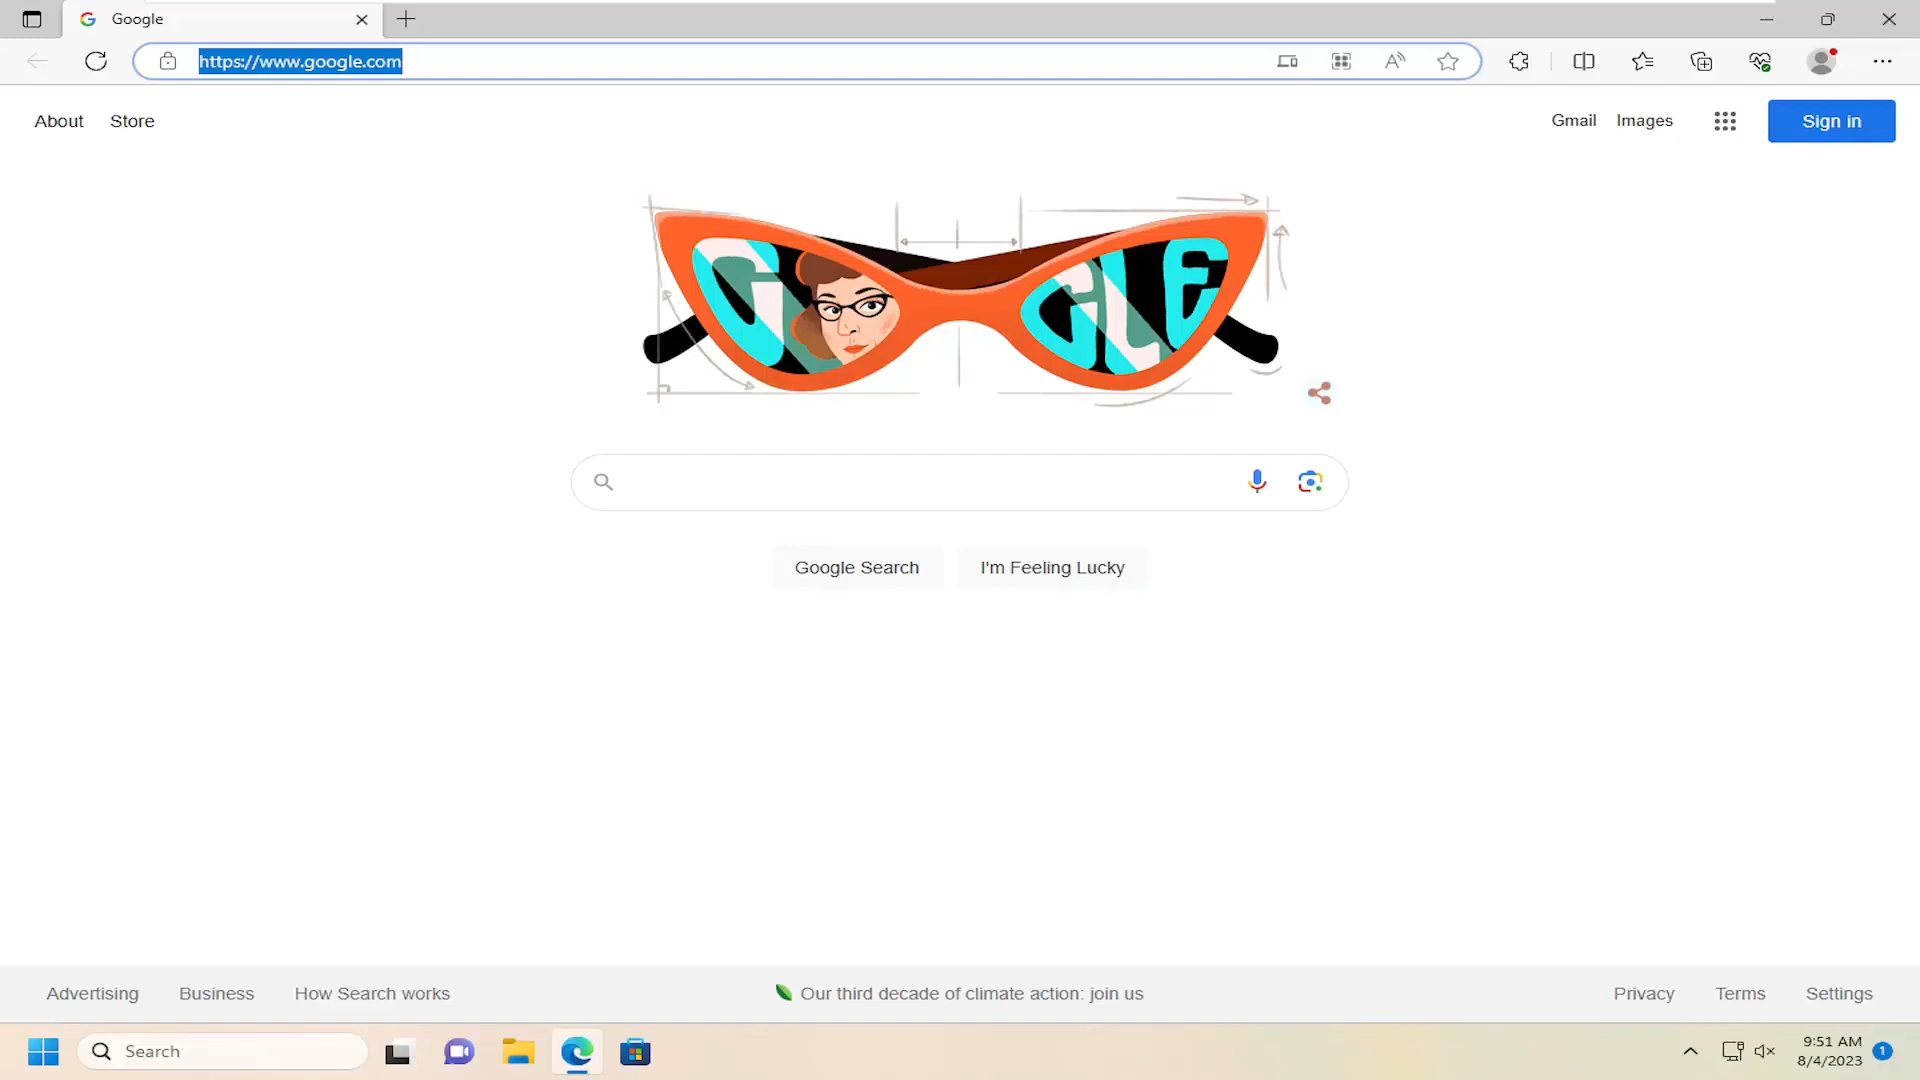 Google
https://www.google.com
About
Store
Gmail
Images
Sign in
G GLE
Google Search
I'm Feeling Lucky
Advertising
Business
How Search works
Our third decade of climate action: join us
Privacy
Terms
Settings
Search
9:51 AM
8/4/2023
1